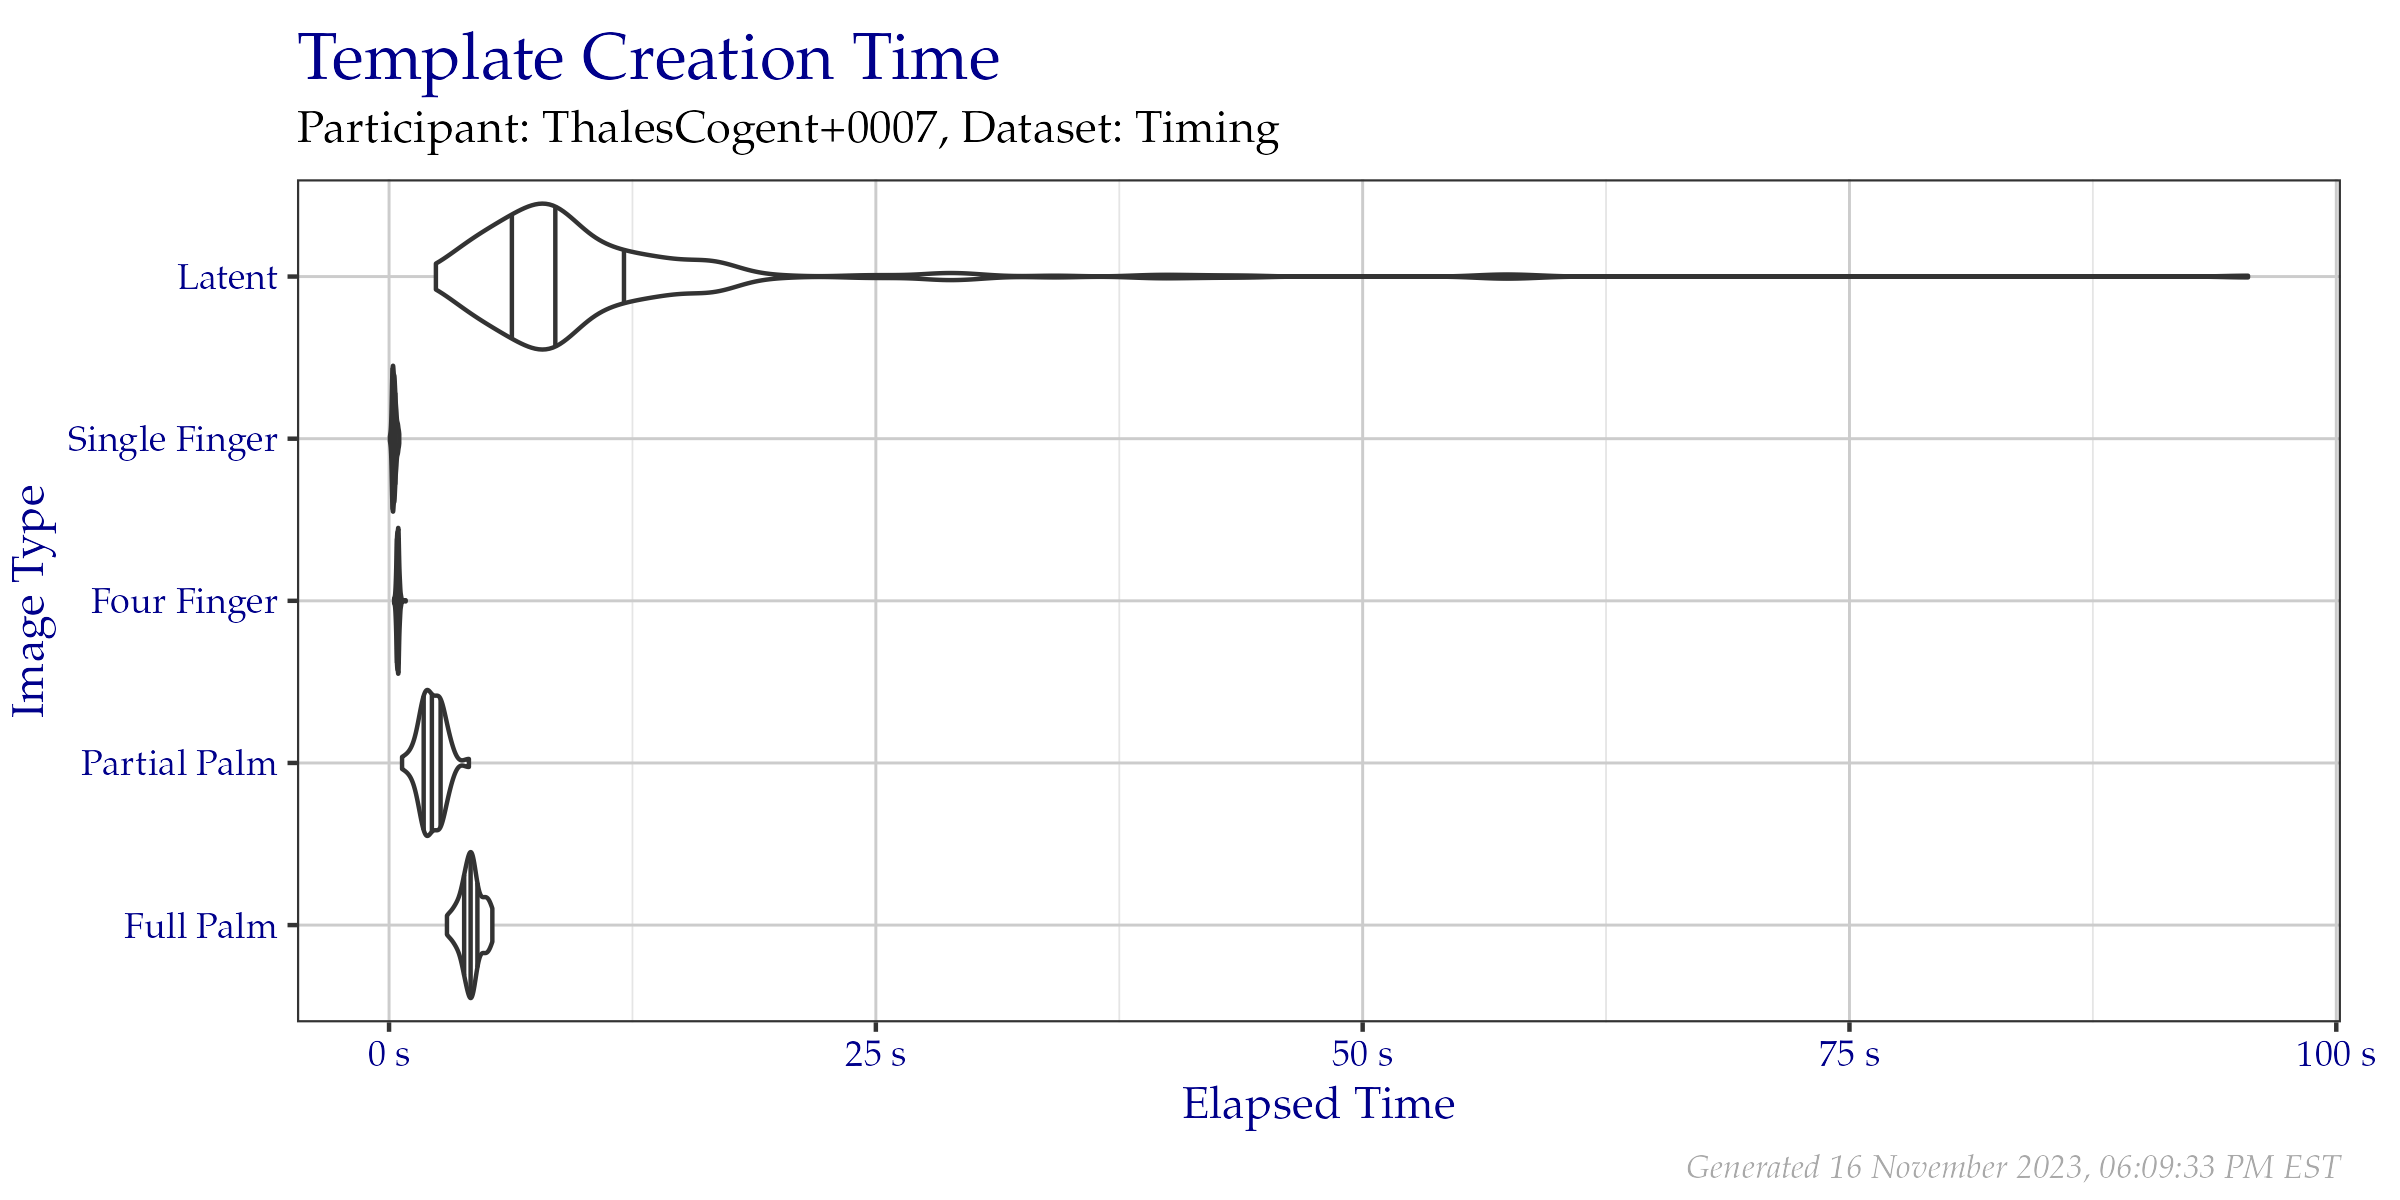 Template Creation Time
Participant: ThalesCogent+0007, Dataset: Timing
Image Type
Latent
Single Finger
Four Finger
Partial Palm
Full Palm
0 s
25 s
50 s
75 s
100 s
Elapsed Time
Generated 16 November 2023, 06:09:33 PM EST